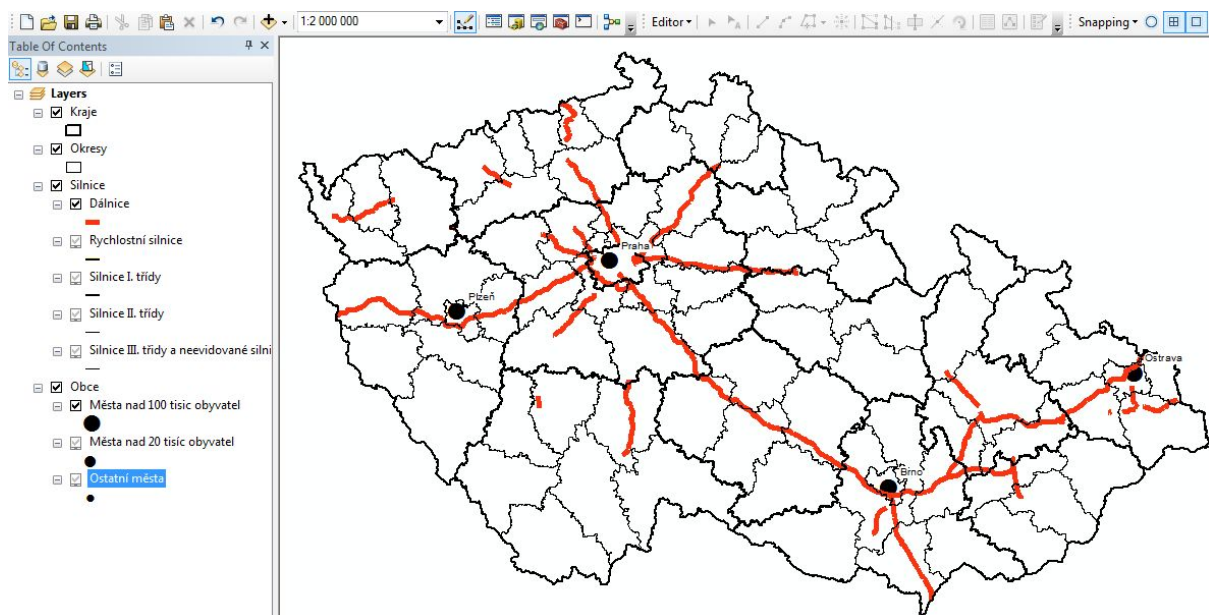 1:2 000 000
Editor
Snapping
Table Of Contents
Layers
Kraje
Okresy
Silnice
Dálnice
Rychlostní silnice
Silnice I. třídy
Silnice II. třídy
Silnice III. třídy a neevidované silni
Obce
Města nad 100 tisic obyvatel
Města nad 20 tisíc obyvatel
Ostatní města
Praha
Plzeň
Ostrava
Brno